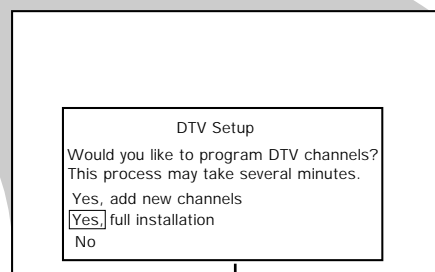 DTV Setup
Would you like to program DTV channels?
This process may take several minutes.
Yes, add new channels
Yes, full installation
No